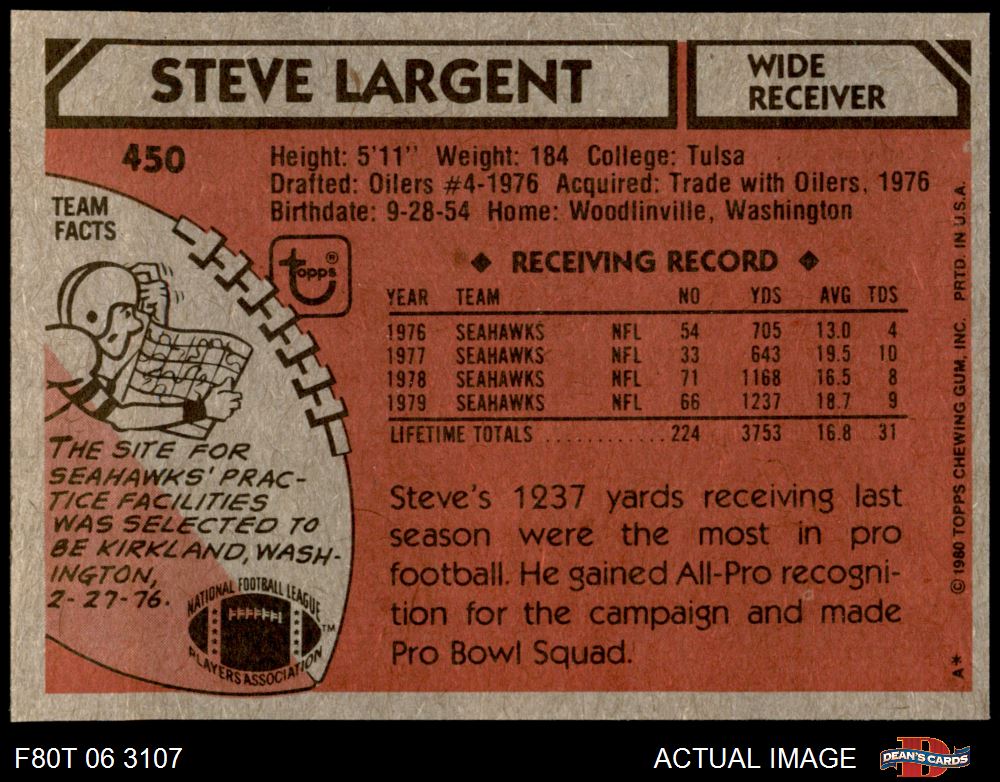 STEVE LARGENT
WIDE
RECEIVER
450
Height: 5'11" Weight: 184 College: Tulsa
Drafted: Oilers #4-1976 Acquired: Trade with Oilers, 1976
Birthdate: 9-28-54 Home: Woodlinville, Washington
TEAM
FACTS
topps®
◆ RECEIVING RECORD ◆
YEAR TEAM NO YDS AVG TDS
1976 SEAHAWKS NFL 54 705 13.0 4
1977 SEAHAWKS NFL 33 643 19.5 10
1978 SEAHAWKS NFL 71 1168 16.5 8
1979 SEAHAWKS NFL 66 1237 18.7 9
LIFETIME TOTALS ............ 224 3753 16.8 31
THE SITE FOR
SEAHAWKS' PRAC-
TICE FACILITIES
WAS SELECTED TO
BE KIRKLAND, WASH-
INGTON,
2-27-76.
NATIONAL FOOTBALL LEAGUE
PLAYERS ASSOCIATION
TM
Steve's 1237 yards receiving last
season were the most in pro
football. He gained All-Pro recogni-
tion for the campaign and made
Pro Bowl Squad.
A* © 1980 TOPPS CHEWING GUM, INC. PRTD. IN U.S.A.
F80T 06 3107
ACTUAL IMAGE
D
DEAN'S CARDS